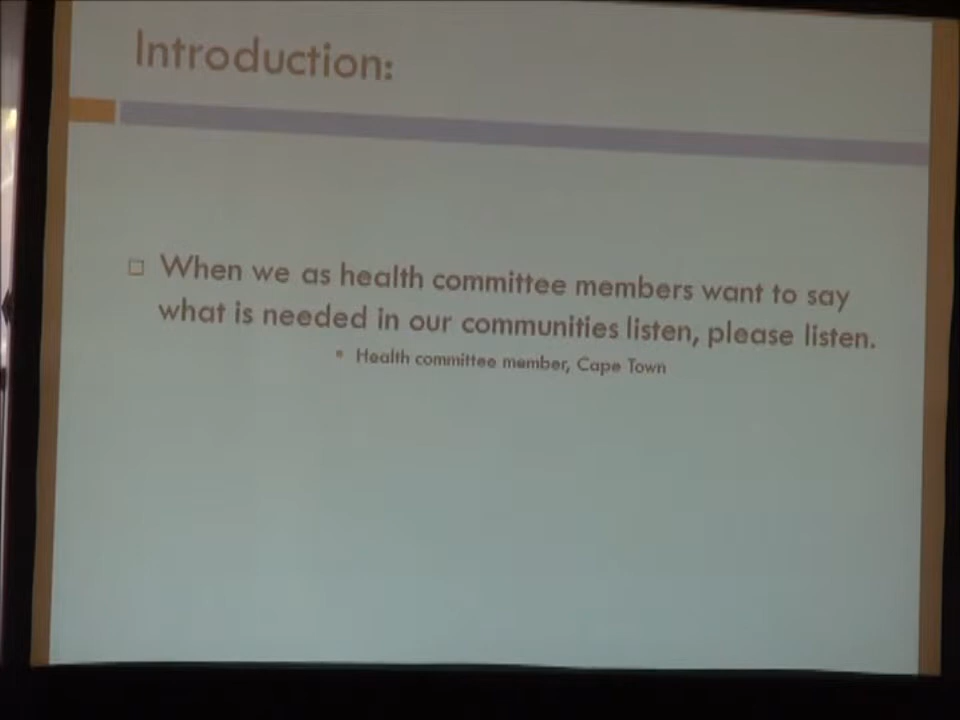 Introduction:
When we as health committee members want to say
what is needed in our communities listen, please listen.
Health committee member, Cape Town